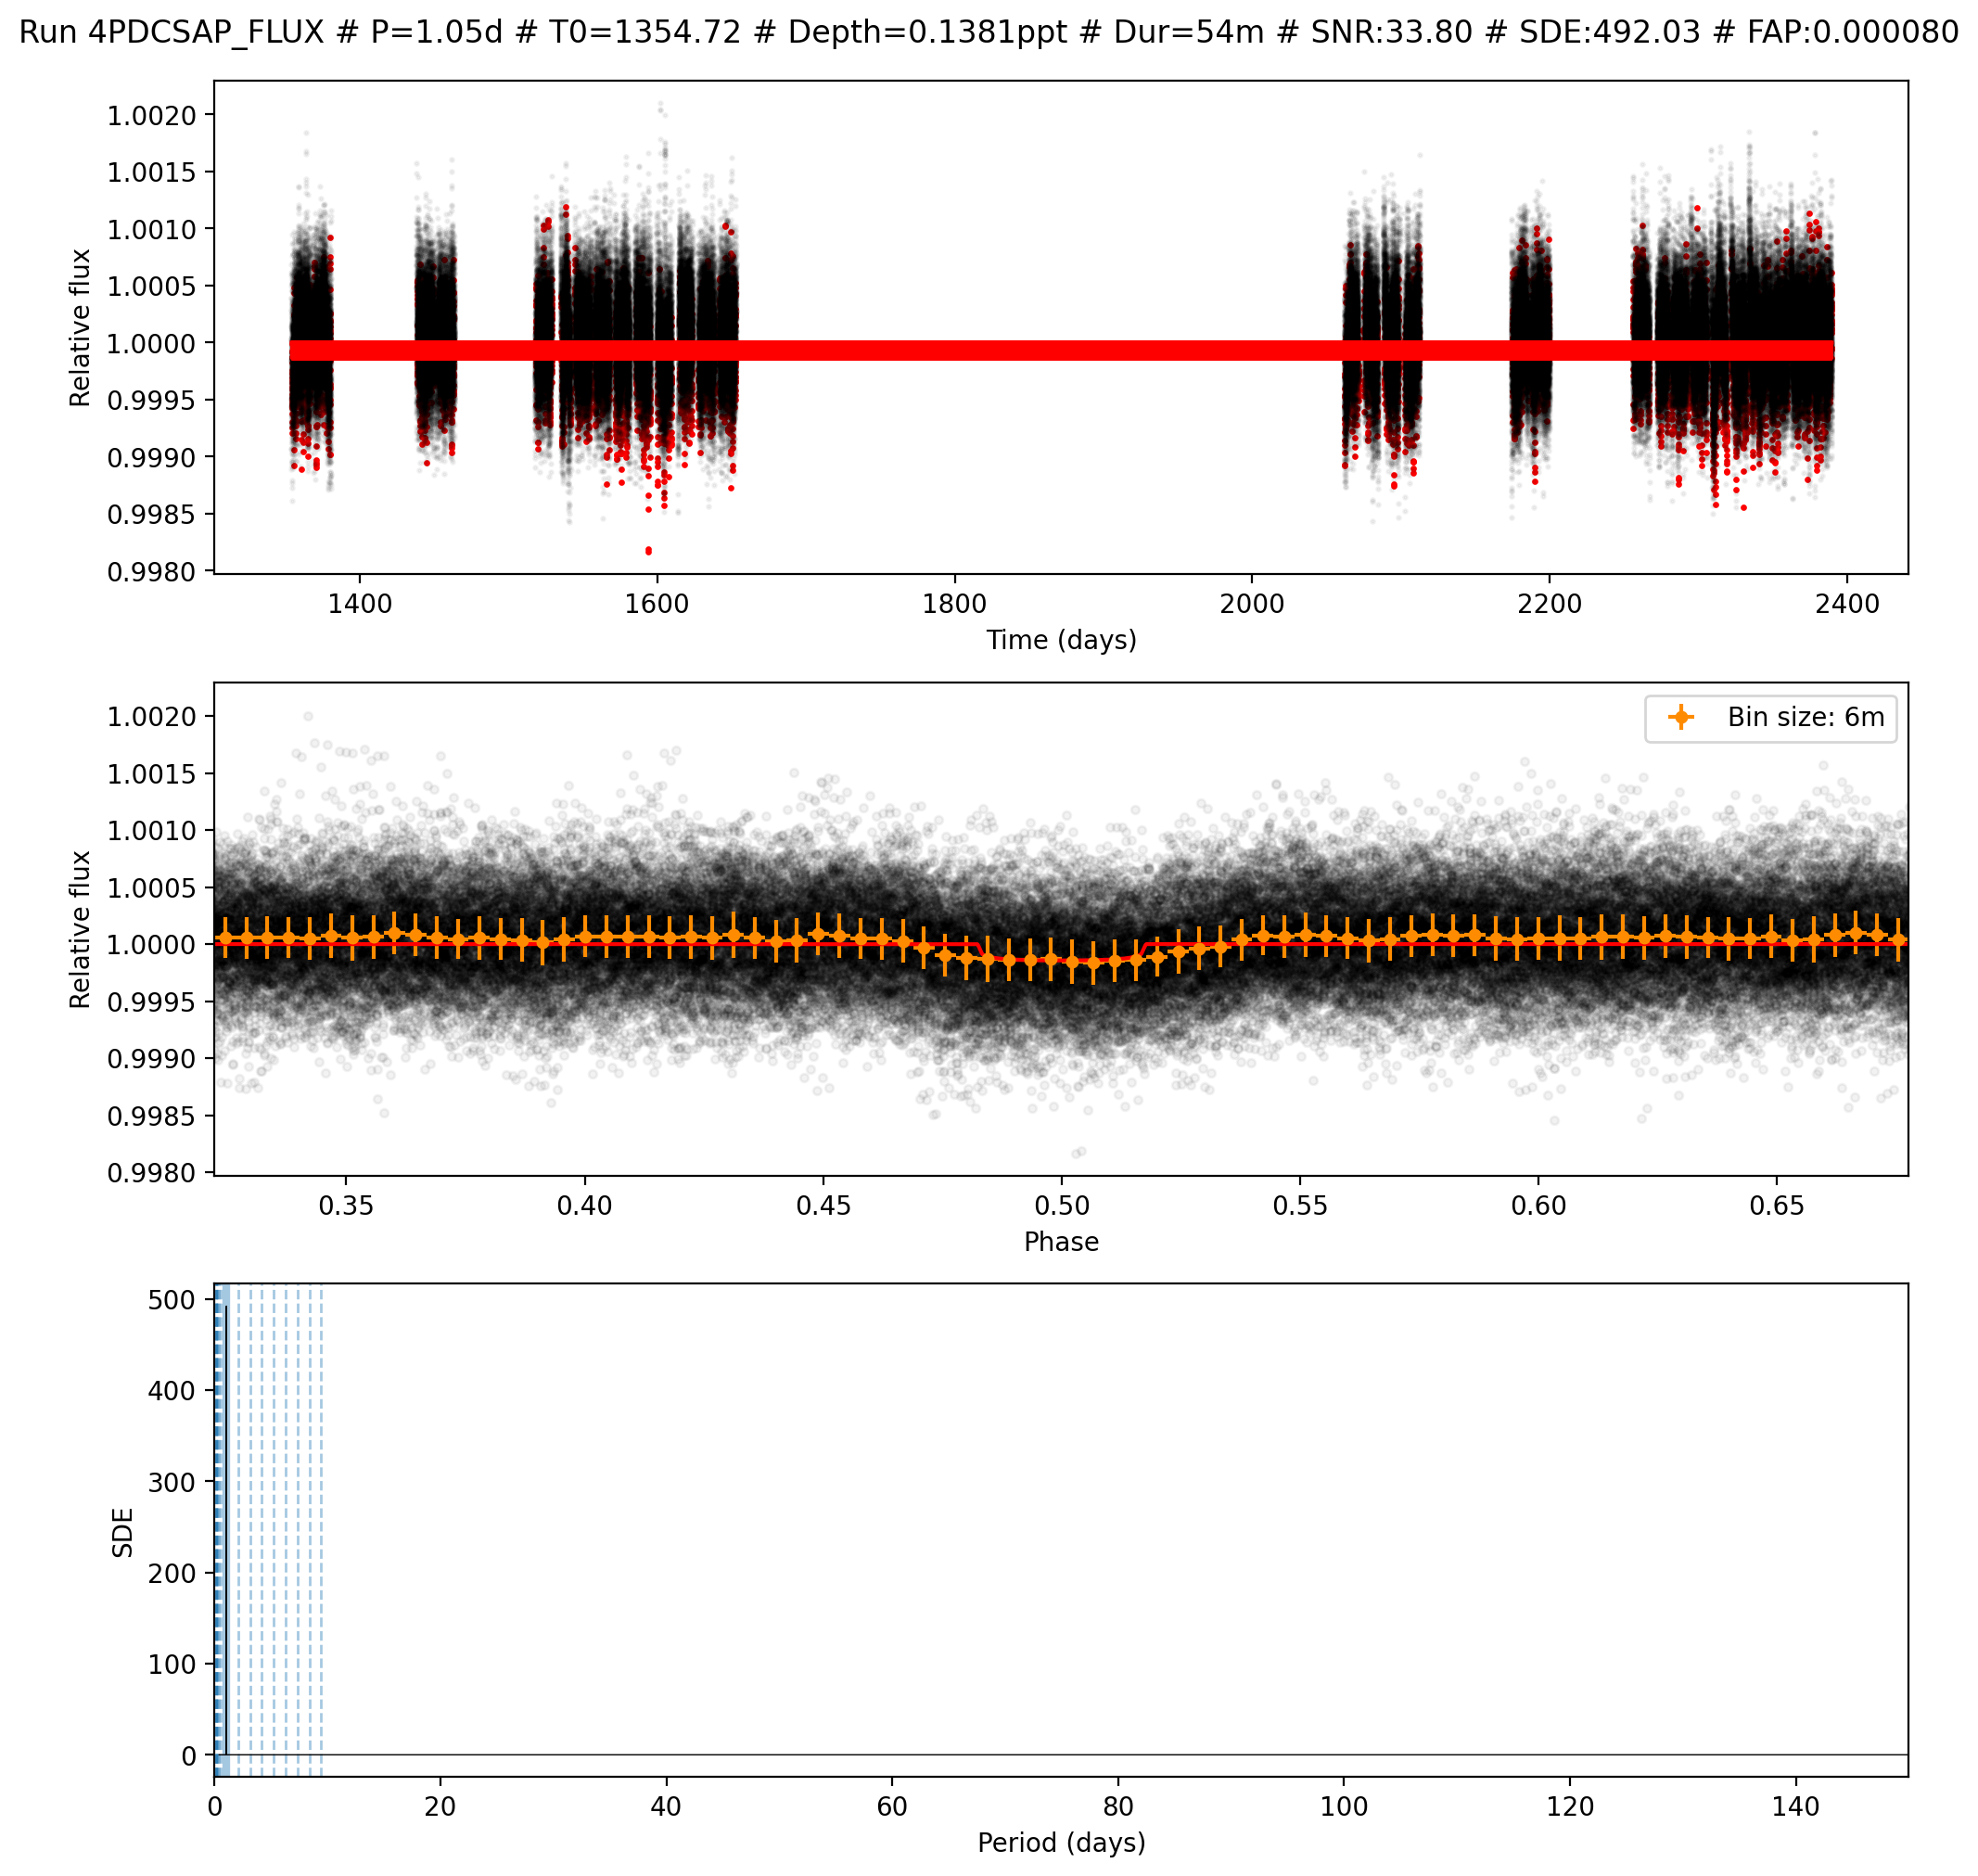 Run 4PDCSAP_FLUX # P=1.05d # T0=1354.72 # Depth=0.1381ppt # Dur=54m # SNR:33.80 # SDE:492.03 # FAP:0.000080
1.0020
1.0015
1.0010
1.0005
1.0000
0.9995
0.9990
0.9985
0.9980
Relative flux
1400 1600 1800 2000 2200 2400
Time (days)
Bin size: 6m
1.0020
1.0015
1.0010
1.0005
1.0000
0.9995
0.9990
0.9985
0.9980
Relative flux
0.35 0.40 0.45 0.50 0.55 0.60 0.65
Phase
500
400
300
200
100
0
SDE
0 20 40 60 80 100 120 140
Period (days)